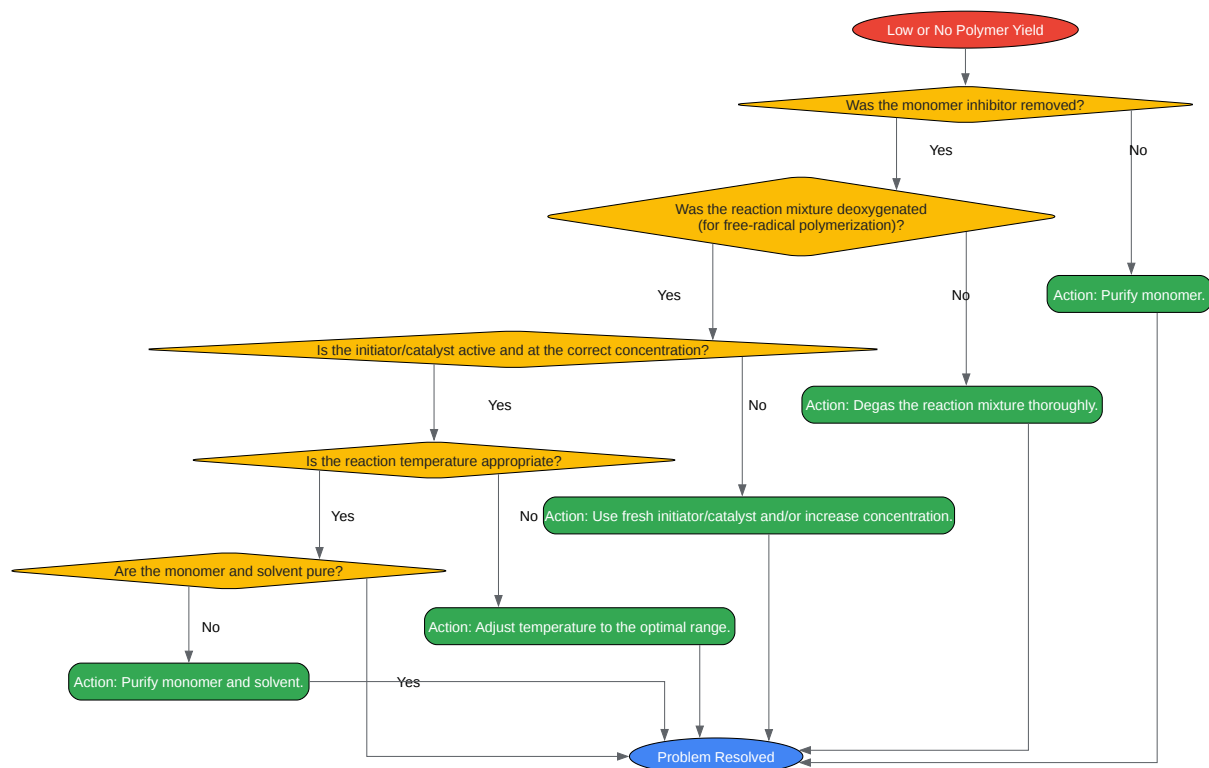 Low or No Polymer Yield
Was the monomer inhibitor removed?
Yes
No
Was the reaction mixture deoxygenated
(for free-radical polymerization)?
Yes
No
Action: Purify monomer.
Is the initiator/catalyst active and at the correct concentration?
Yes
No
Action: Degas the reaction mixture thoroughly.
Is the reaction temperature appropriate?
Yes
No
Action: Use fresh initiator/catalyst and/or increase concentration.
Are the monomer and solvent pure?
No
Action: Adjust temperature to the optimal range.
Action: Purify monomer and solvent.
Yes
Problem Resolved